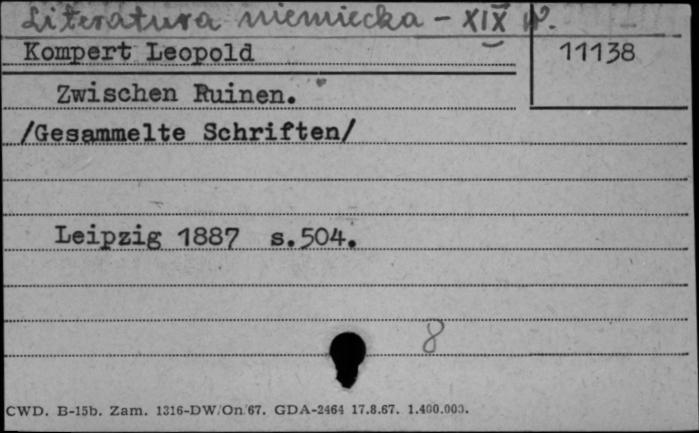 Literatura niemiecka - XIX w.
Kompert Leopold
11138
Zwischen Ruinen.
/Gesammelte Schriften/
Leipzig 1887 s.504.
8
CWD. B-15b. Zam. 1316-DW/On/67. GDA-2464 17.8.67. 1.400.000.